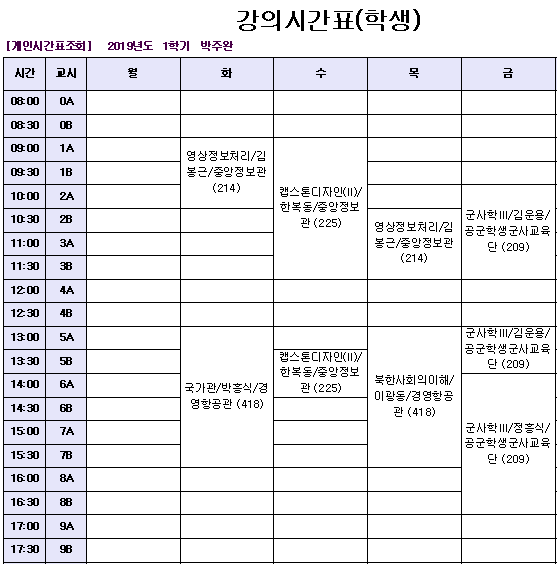 강의시간표(학생)
[개인시간표조회] 2019년도 1학기 박주완
시간 교시 월 화 수 목 금
08:00 0A
08:30 0B
09:00 1A
09:30 1B
10:00 2A
10:30 2B
11:00 3A
11:30 3B
12:00 4A
12:30 4B
13:00 5A
13:30 5B
14:00 6A
14:30 6B
15:00 7A
15:30 7B
16:00 8A
16:30 8B
17:00 9A
17:30 9B
영상정보처리/김
봉근/중앙정보관
(214)
국가관/박흥식/경
영항공관 (418)
캡스톤디자인(II)/
한복동/중앙정보
관 (225)
캡스톤디자인(II)/
한복동/중앙정보
관 (225)
영상정보처리/김
봉근/중앙정보관
(214)
북한사회의이해/
이광동/경영항공
관 (418)
군사학III/김운용/
공군학생군사교육
단 (209)
군사학III/김운용/
공군학생군사교육
단 (209)
군사학III/정흥식/
공군학생군사교육
단 (209)